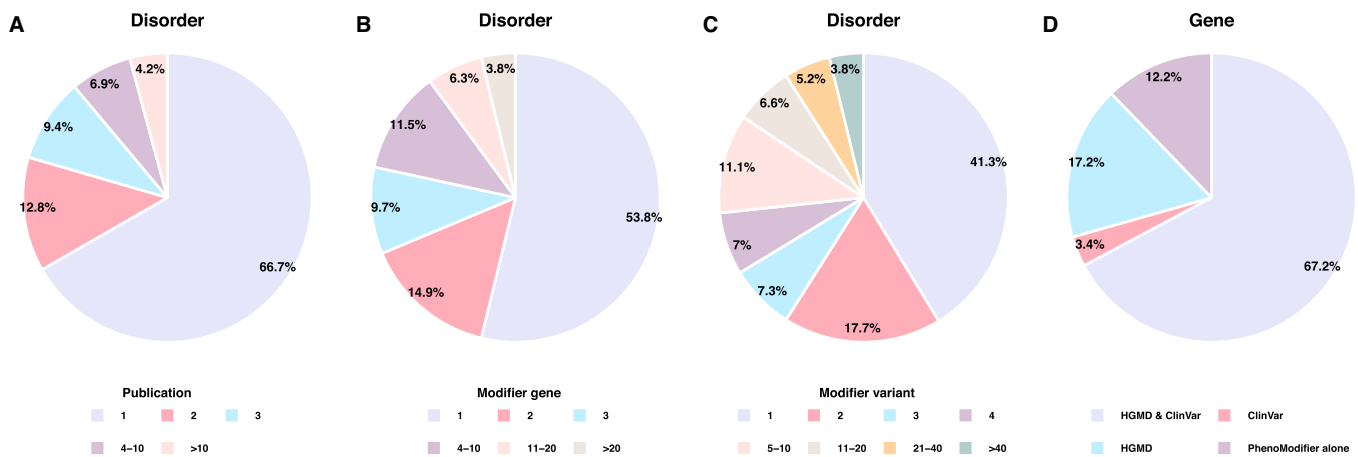 A
Disorder
4.2%
6.9%
9.4%
12.8%
66.7%
Publication
1 2 3
4–10 >10
B
Disorder
3.8%
6.3%
11.5%
9.7%
53.8%
14.9%
Modifier gene
1 2 3
4–10 11–20 >20
C
Disorder
3.8%
5.2%
6.6%
41.3%
11.1%
7%
7.3%
17.7%
Modifier variant
1 2 3 4
5–10 11–20 21–40 >40
D
Gene
12.2%
17.2%
3.4%
67.2%
HGMD & ClinVar ClinVar
HGMD PhenoModifier alone